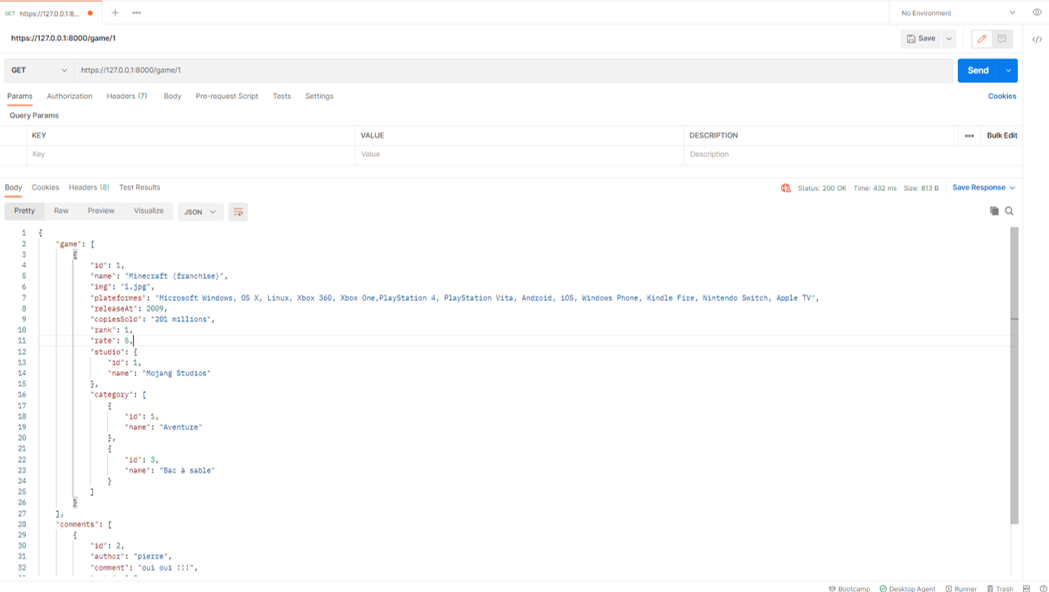 GET https://127.0.0.1:8... + ••• No Environment
https://127.0.0.1:8000/game/1 Save
GET https://127.0.0.1:8000/game/1 Send
Params Authorization Headers (7) Body Pre-request Script Tests Settings Cookies
Query Params
KEY VALUE DESCRIPTION ••• Bulk Edit
Key Value Description
Body Cookies Headers (8) Test Results Status: 200 OK Time: 432 ms Size: 813 B Save Response
Pretty Raw Preview Visualize JSON
1 {
2 "game": [
3 {
4 "id": 1,
5 "name": "Minecraft (franchise)",
6 "img": "1.jpg",
7 "plateformes": "Microsoft Windows, OS X, Linux, Xbox 360, Xbox One,PlayStation 4, PlayStation Vita, Android, iOS, Windows Phone, Kindle Fire, Nintendo Switch, Apple TV",
8 "releaseAt": 2009,
9 "copiesSold": "201 millions",
10 "rank": 1,
11 "rate": 5,
12 "studio": {
13 "id": 1,
14 "name": "Mojang Studios"
15 },
16 "category": [
17 {
18 "id": 1,
19 "name": "Aventure"
20 },
21 {
22 "id": 3,
23 "name": "Bac à sable"
24 }
25 ]
26 }
27 ],
28 "comments": [
29 {
30 "id": 2,
31 "author": "pierre",
32 "comment": "oui oui !!!",
Bootcamp Desktop Agent Runner Trash